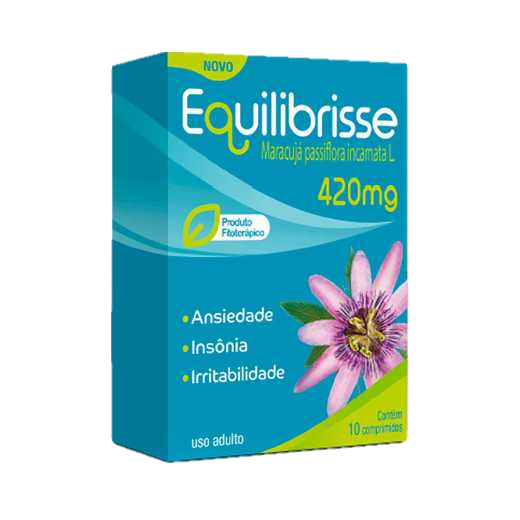 NOVO
Equilibrisse
Maracujá passiflora incarnata L.
420mg
Produto
Fitoterápico
• Ansiedade
• Insônia
• Irritabilidade
Contém
10 comprimidos
uso adulto